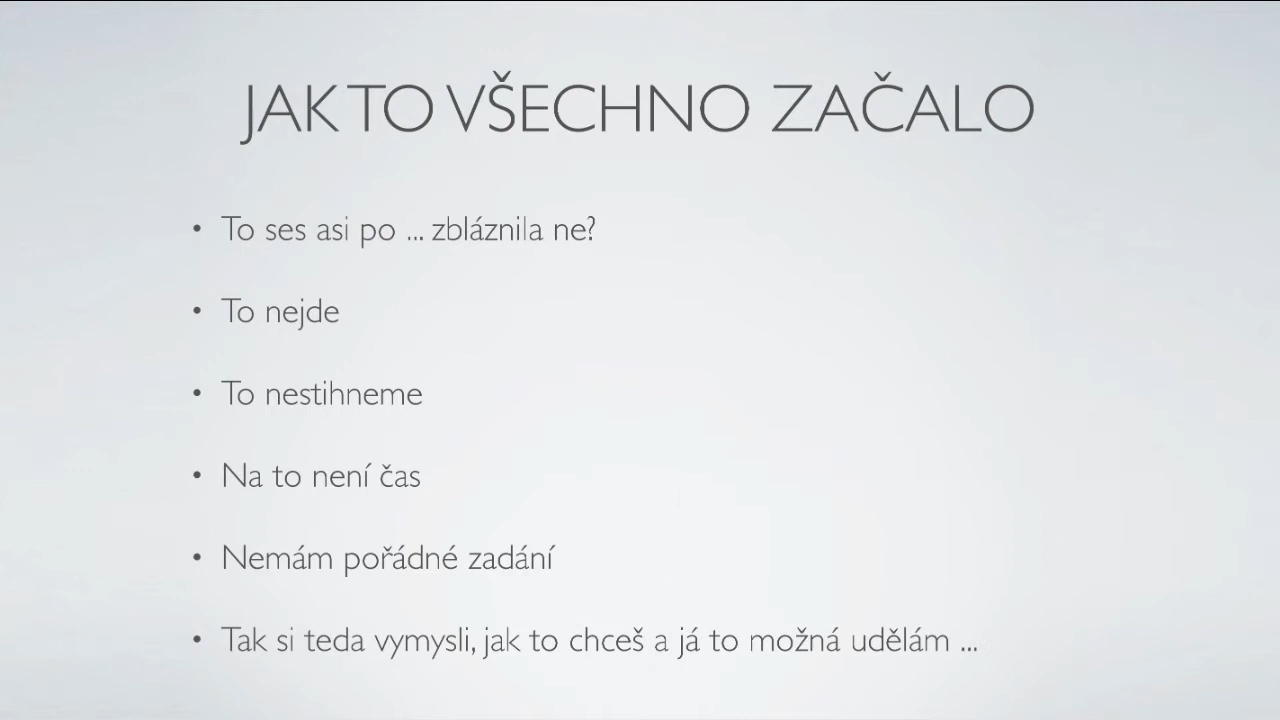 JAK TO VŠECHNO ZAČALO
• To ses asi po ... zbláznila ne?
• To nejde
• To nestihneme
• Na to není čas
• Nemám pořádné zadání
• Tak si teda vymysli, jak to chceš a já to možná udělám ...